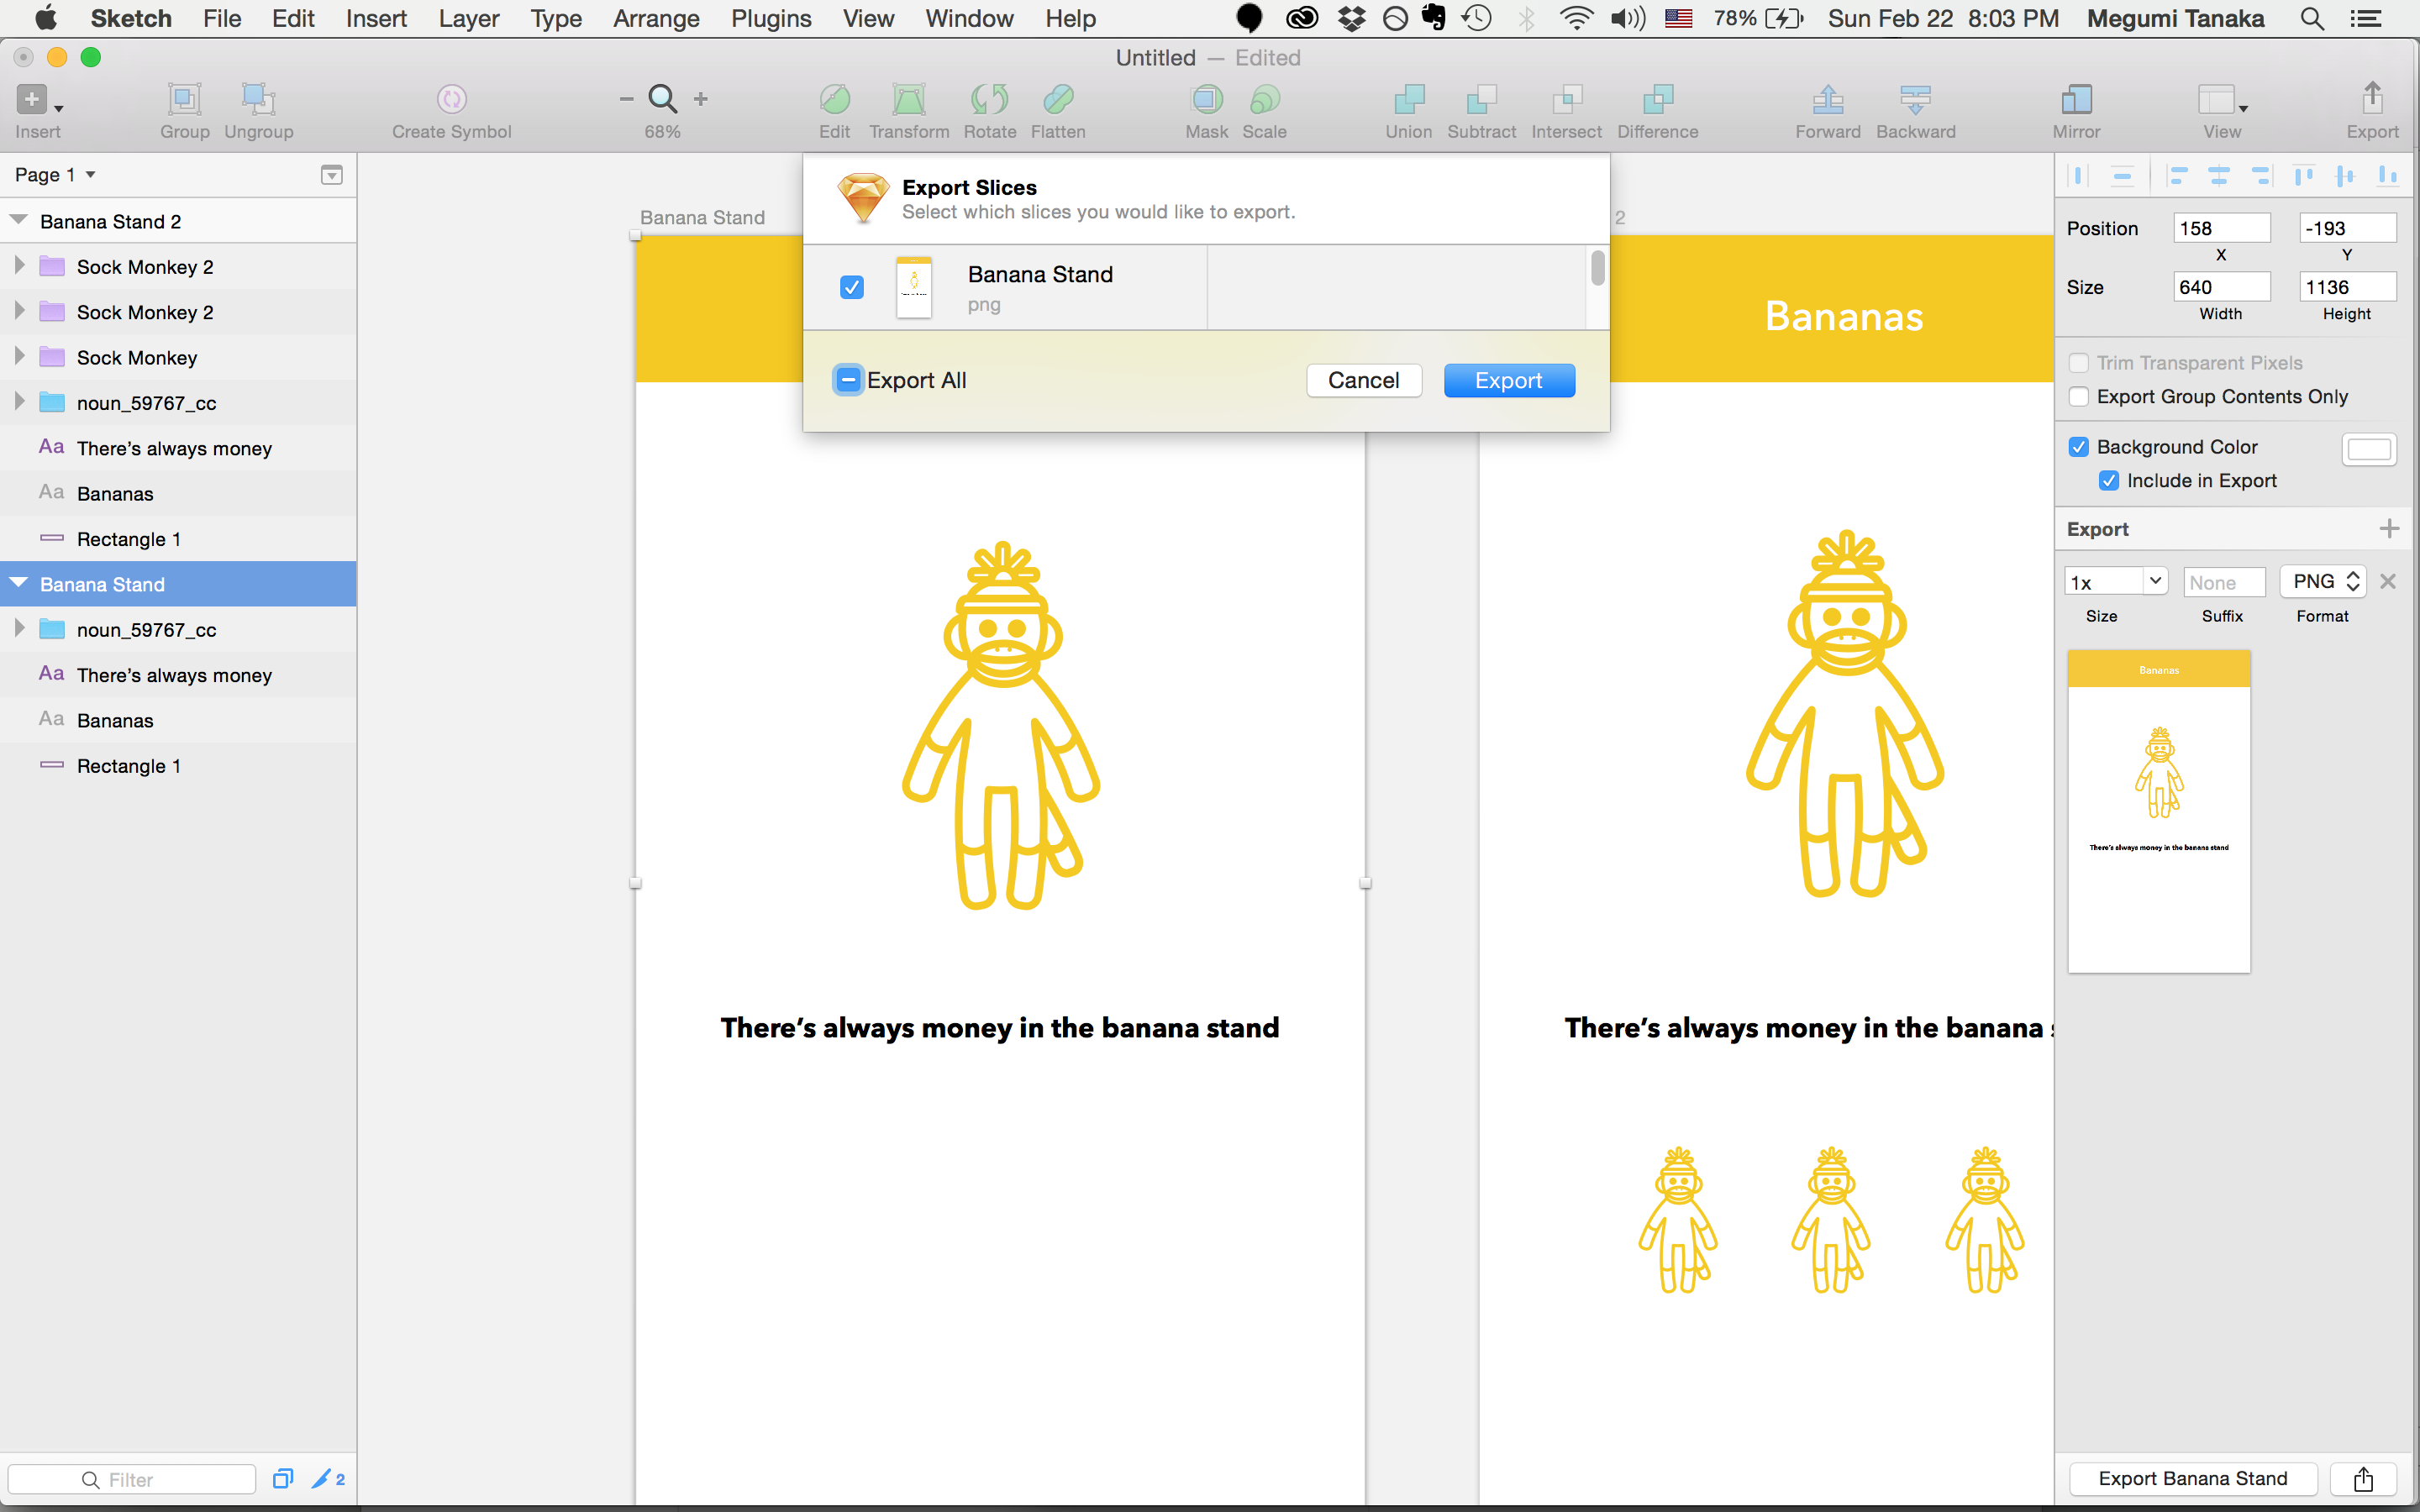 Sketch File Edit Insert Layer Type Arrange Plugins View Window Help 78% Sun Feb 22 8:03 PM Megumi Tanaka
Untitled — Edited
Insert Group Ungroup Create Symbol 68% Edit Transform Rotate Flatten Mask Scale Union Subtract Intersect Difference Forward Backward Mirror View Export
Page 1
Banana Stand 2
Sock Monkey 2
Sock Monkey 2
Sock Monkey
noun_59767_cc
Aa There's always money
Aa Bananas
Rectangle 1
Banana Stand
noun_59767_cc
Aa There's always money
Aa Bananas
Rectangle 1
Filter
2
Banana Stand
2
Export Slices
Select which slices you would like to export.
Banana Stand
png
Export All Cancel Export
Bananas
There's always money in the banana stand
There's always money in the banana
Position 158 -193
X Y
Size 640 1136
Width Height
Trim Transparent Pixels
Export Group Contents Only
Background Color
Include in Export
Export
1x None PNG
Size Suffix Format
Bananas
There's always money in the banana stand
Export Banana Stand